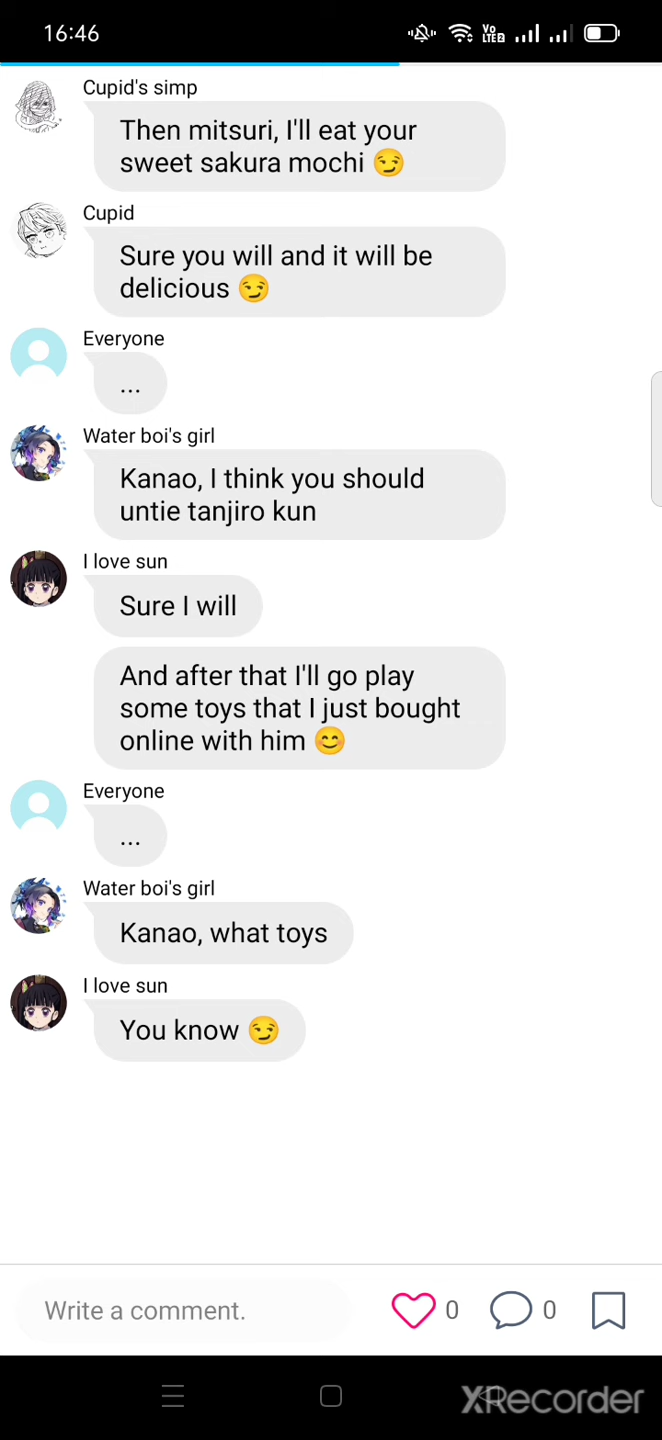 16:46
Vo
LTE2
Cupid's simp
Then mitsuri, I'll eat your
sweet sakura mochi 😏
Cupid
Sure you will and it will be
delicious 😏
Everyone
...
Water boi's girl
Kanao, I think you should
untie tanjiro kun
I love sun
Sure I will
And after that I'll go play
some toys that I just bought
online with him 😊
Everyone
...
Water boi's girl
Kanao, what toys
I love sun
You know 😏
Write a comment.
0
0
XRecorder